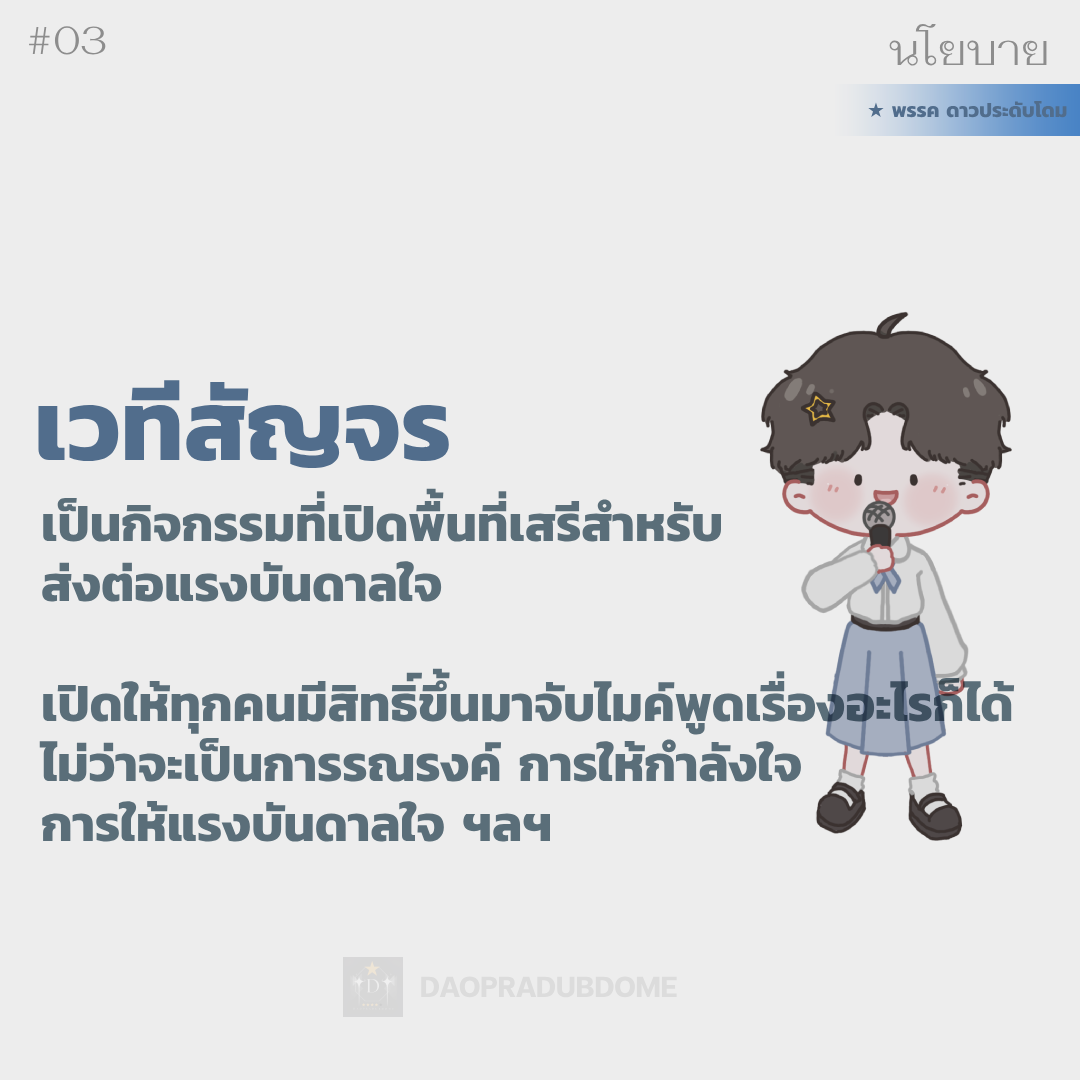 #03
นโยบาย
★ พรรค ดาวประดับโดม
เวทีสัญจร
เป็นกิจกรรมที่เปิดพื้นที่เสรีสำหรับ
ส่งต่อแรงบันดาลใจ
เปิดให้ทุกคนมีสิทธิ์ขึ้นมาจับไมค์พูดเรื่องอะไรก็ได้
ไม่ว่าจะเป็นการรณรงค์ การให้กำลังใจ
การให้แรงบันดาลใจ ฯลฯ
D
DAOPRADUBDOME